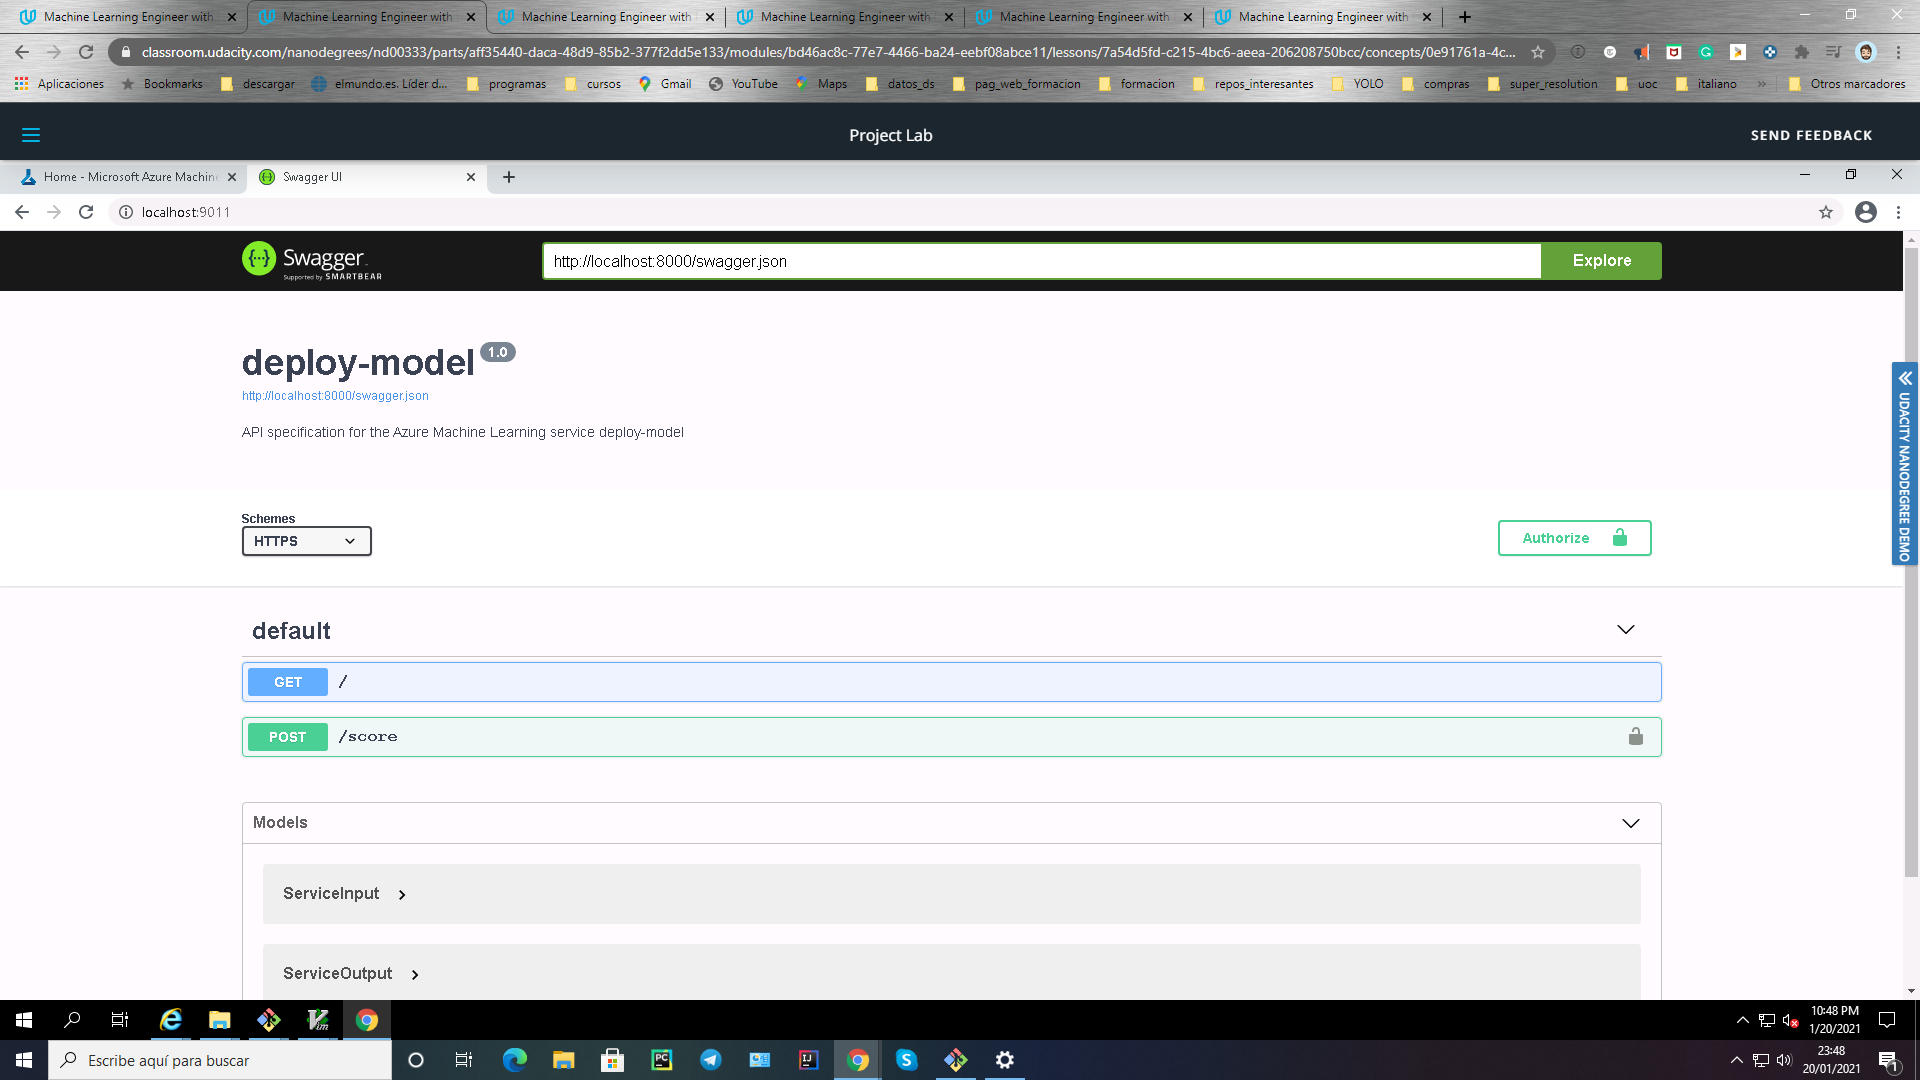 Machine Learning Engineer with
Machine Learning Engineer with
Machine Learning Engineer with
Machine Learning Engineer with
Machine Learning Engineer with
Machine Learning Engineer with
classroom.udacity.com/nanodegrees/nd00333/parts/aff35440-daca-48d9-85b2-377f2dd5e133/modules/bd46ac8c-77e7-4466-ba24-eebf08abce11/lessons/7a54d5fd-c215-4bc6-aeea-206208750bcc/concepts/0e91761a-4c...
Aplicaciones Bookmarks descargar elmundo.es. Líder d... programas cursos Gmail YouTube Maps datos_ds pag_web_formacion formacion repos_interesantes YOLO compras super_resolution uoc italiano » Otros marcadores
Project Lab
SEND FEEDBACK
Home - Microsoft Azure Machine
Swagger UI
localhost:9011
Swagger
Supported by SMARTBEAR
http://localhost:8000/swagger.json
Explore
deploy-model 1.0
http://localhost:8000/swagger.json
API specification for the Azure Machine Learning service deploy-model
UDACITY NANODEGREE DEMO
Schemes
HTTPS
Authorize
default
GET /
POST /score
Models
ServiceInput
ServiceOutput
10:48 PM
1/20/2021
Escribe aquí para buscar
23:48
20/01/2021
1